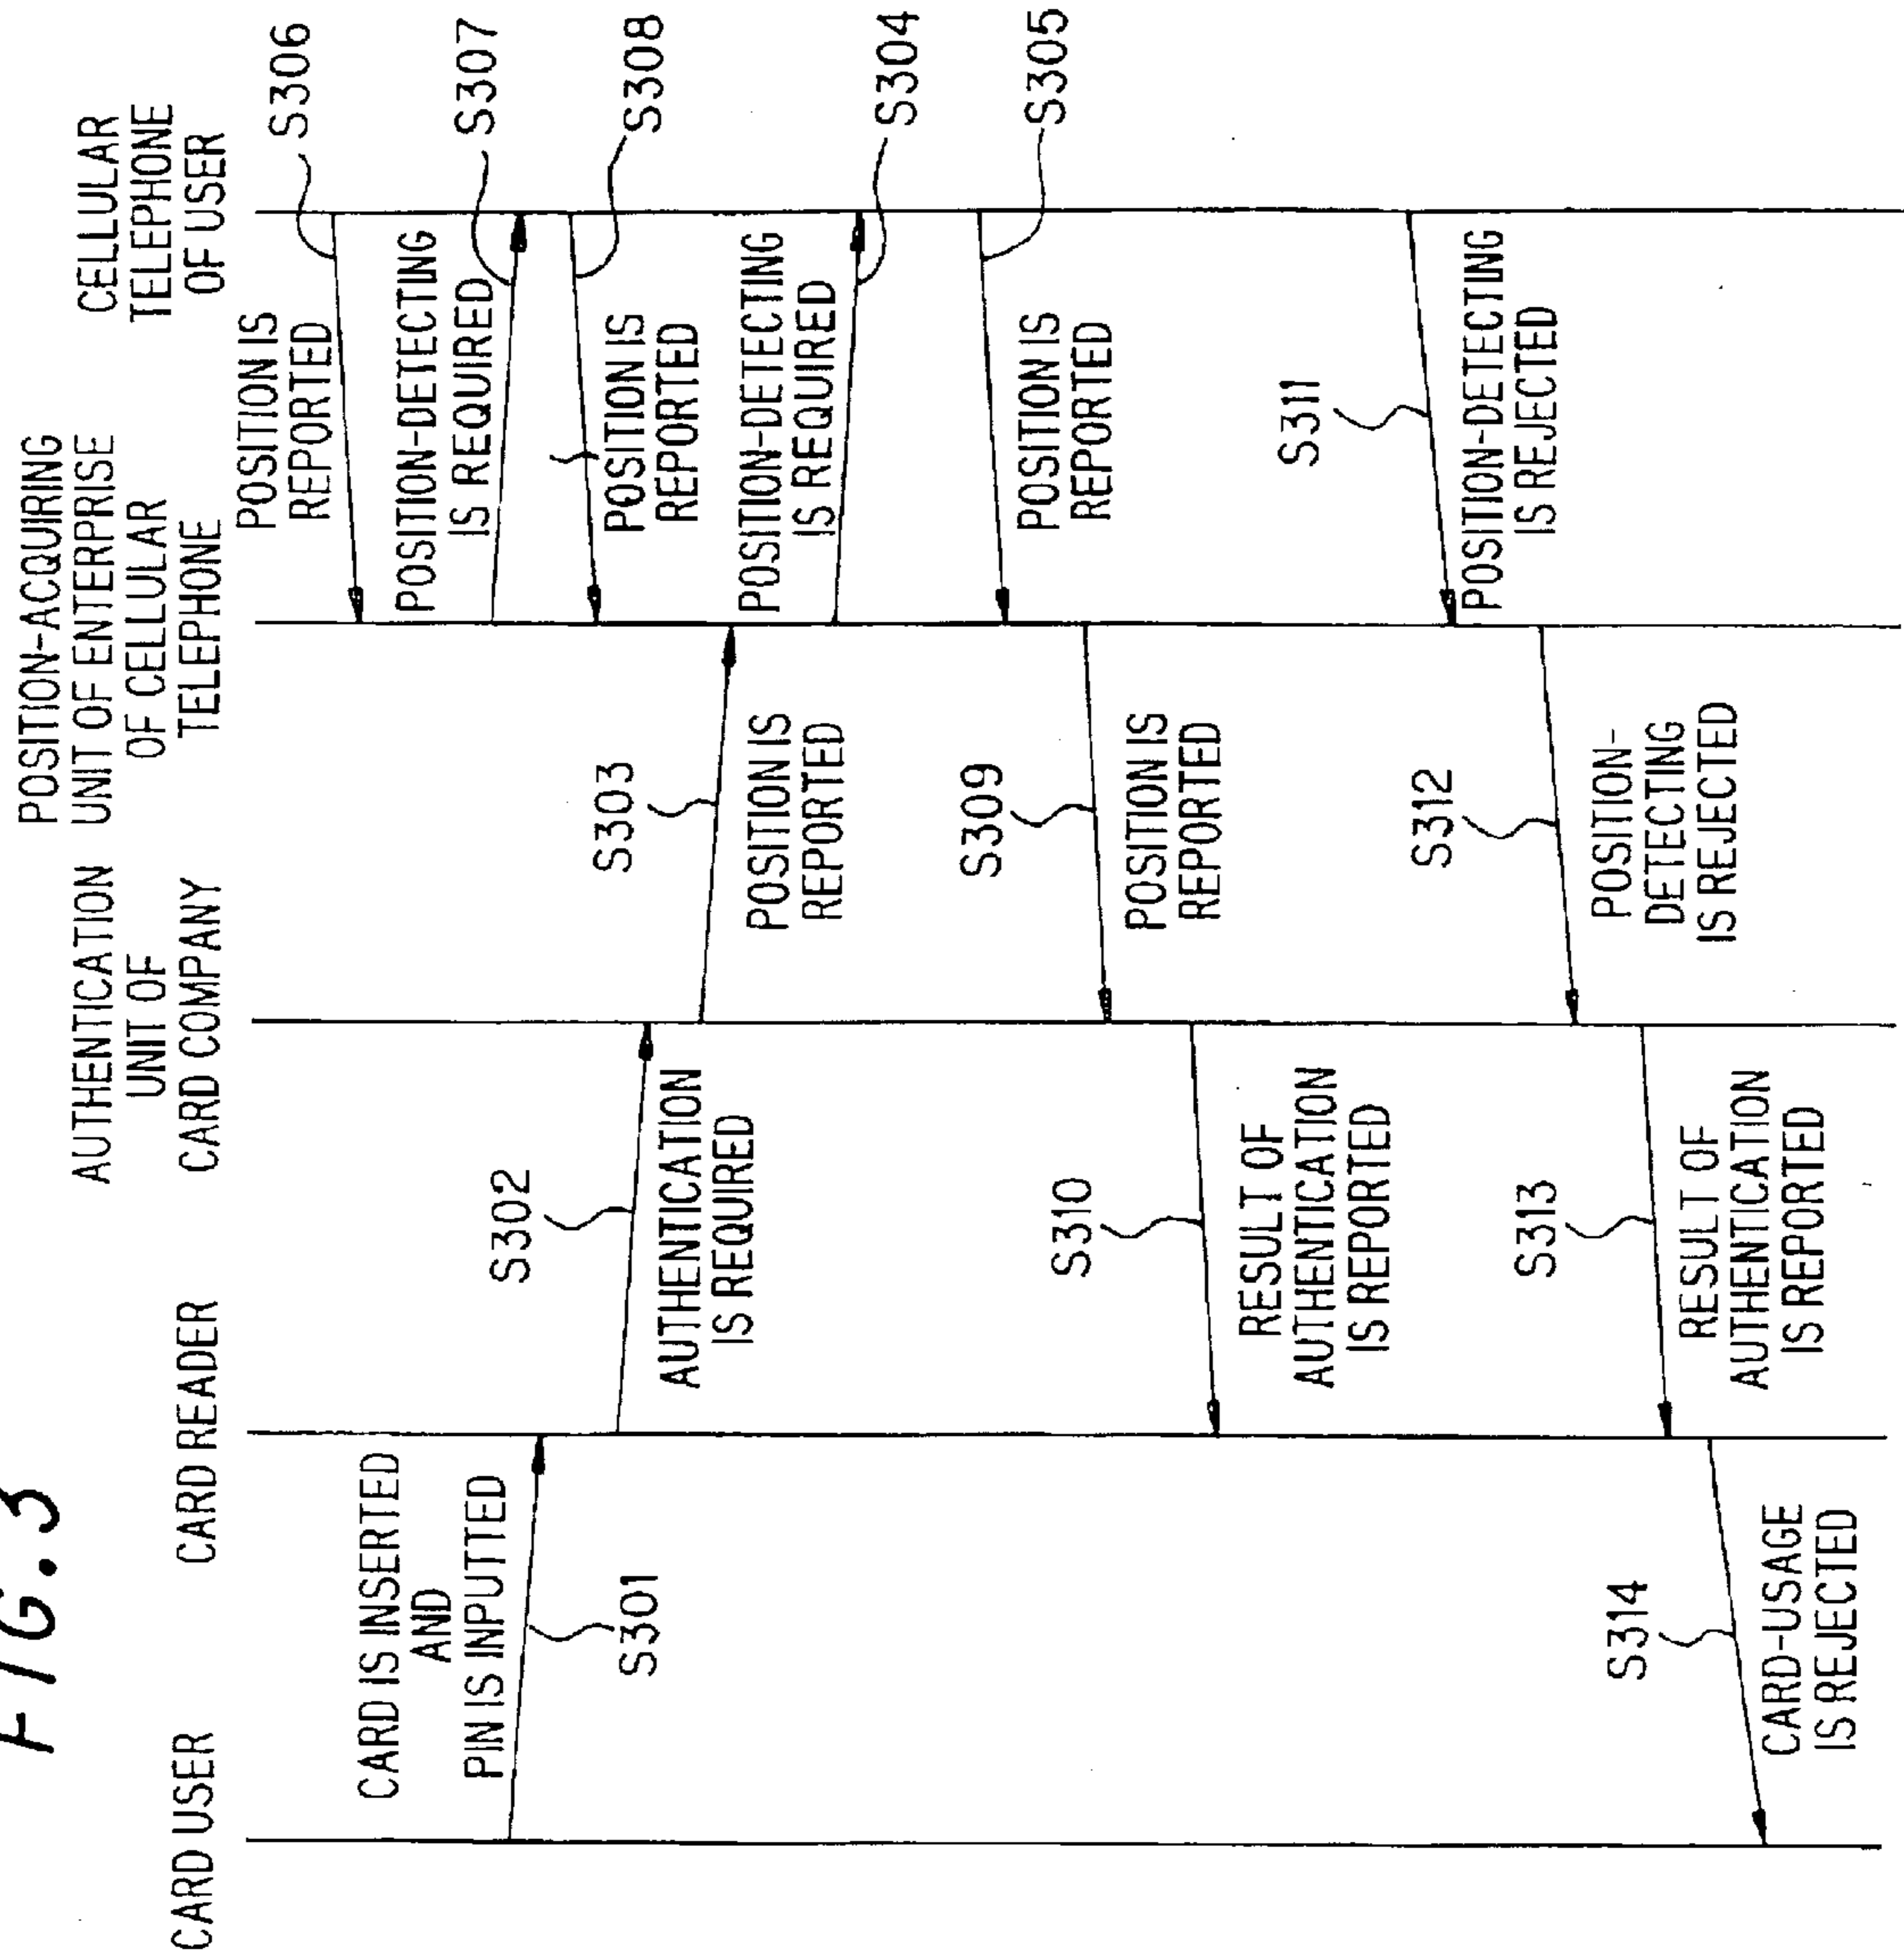 FIG.3
CARD USER
CARD READER
AUTHENTICATION
UNIT OF
CARD COMPANY
POSITION-ACQUIRING
UNIT OF ENTERPRISE
OF CELLULAR
TELEPHONE
CELLULAR
TELEPHONE
OF USER
CARD IS INSERTED
AND
PIN IS INPUTTED
S301
S314
CARD-USAGE
IS REJECTED
S302
AUTHENTICATION
IS REQUIRED
S310
RESULT OF
AUTHENTICATION
IS REPORTED
S313
RESULT OF
AUTHENTICATION
IS REPORTED
S303
POSITION IS
REPORTED
S309
POSITION IS
REPORTED
S312
POSITION-
DETECTING
IS REJECTED
POSITION IS
REPORTED
S306
POSITION-DETECTING
IS REQUIRED
S307
S308
POSITION IS
REPORTED
POSITION-DETECTING
IS REQUIRED
S304
S305
POSITION IS
REPORTED
S311
POSITION-DETECTING
IS REJECTED